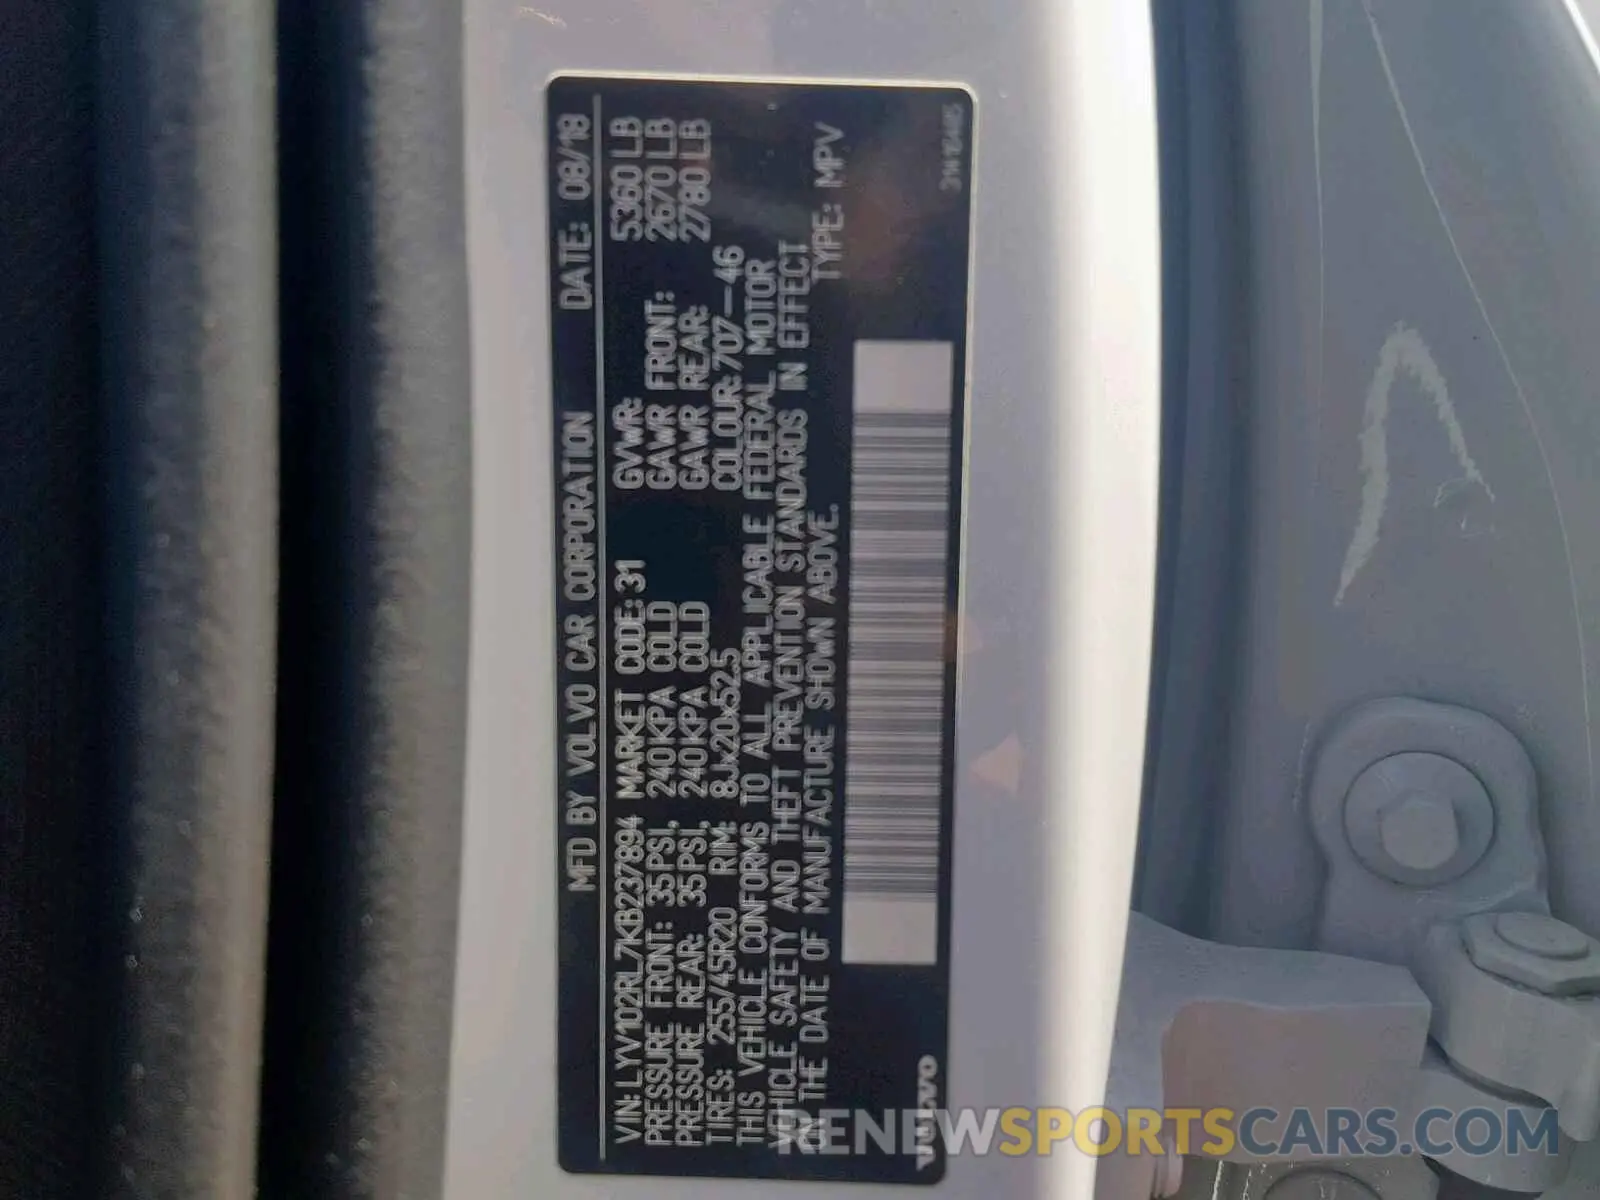 MFD BY VOLVO CAR CORPORATION DATE: 08/18
VIN: LYV102RL7KB237894 MARKET CODE: 31 GVWR: 5360 LB
PRESSURE FRONT: 35PSI, 240KPA COLD GAWR FRONT: 2670 LB
PRESSURE REAR: 35PSI, 240KPA COLD GAWR REAR: 2780 LB
TIRES: 255/45R20 RIM: 8Jx20x52.5 COLOUR: 707-46
THIS VEHICLE CONFORMS TO ALL APPLICABLE FEDERAL MOTOR
VEHICLE SAFETY AND THEFT PREVENTION STANDARDS IN EFFECT
ON THE DATE OF MANUFACTURE SHOWN ABOVE. TYPE: MPV
VOLVO
RENEWSPORTSCARS.COM